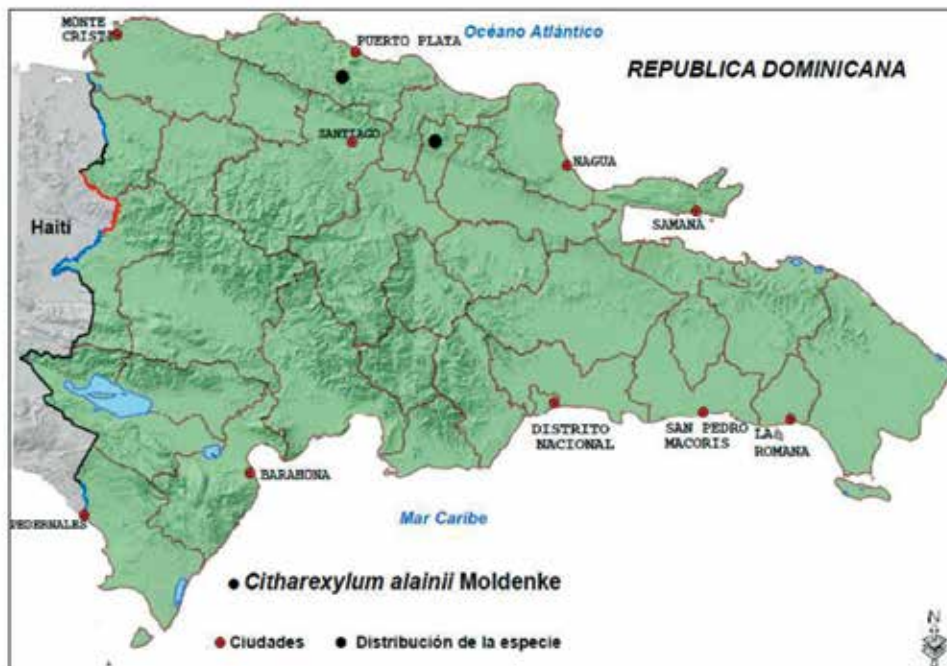 MONTE
CRISTI
PUERTO PLATA
Océano Atlántico
REPUBLICA DOMINICANA
SANTIAGO
NAGUA
SAMANA
Haití
DISTRITO
NACIONAL
SAN PEDRO
MACORIS
LA
ROMANA
BARAHONA
PEDERNALES
Mar Caribe
Citharexylum alainii Moldenke
Ciudades
Distribución de la especie
N